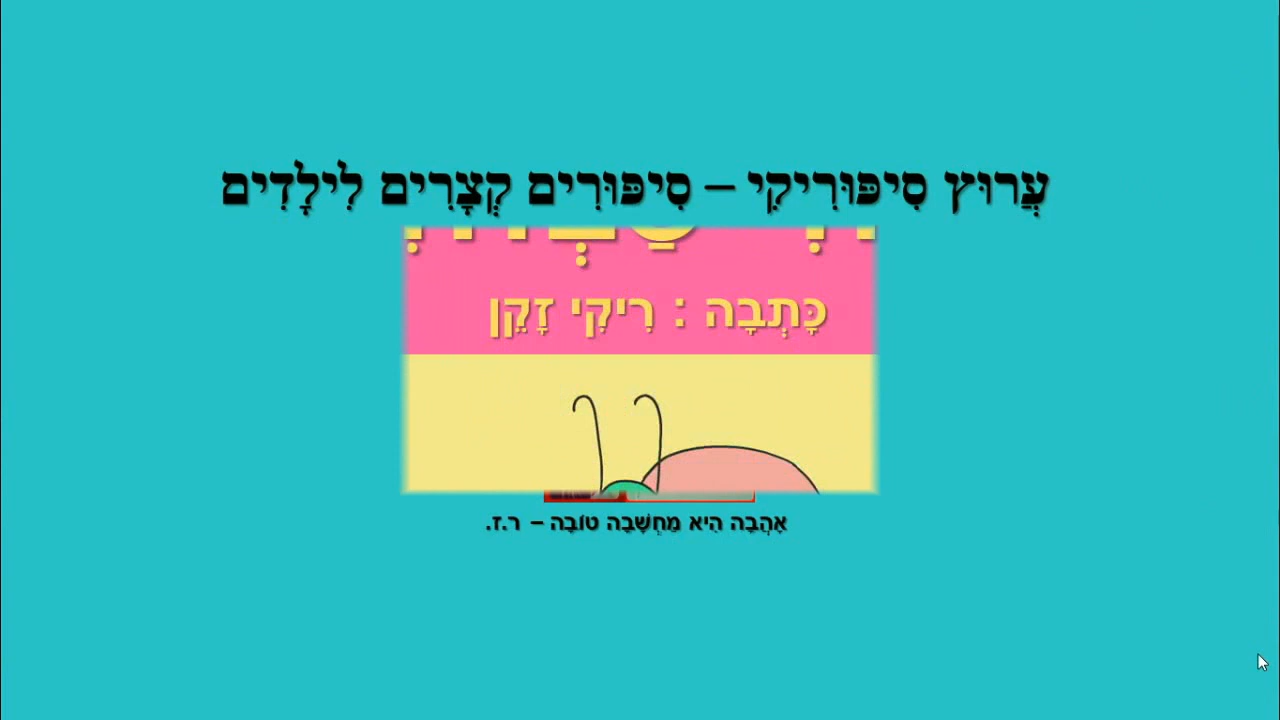 עֲרוּץ סִיפּוּרִיקִי – סִיפּוּרִים קְצָרִים לִילָדִים
כָּתְבָה : רִיקִי זָקֵן
אַהֲבָה הִיא מַחְשָׁבָה טוֹבָה – ר.ז.